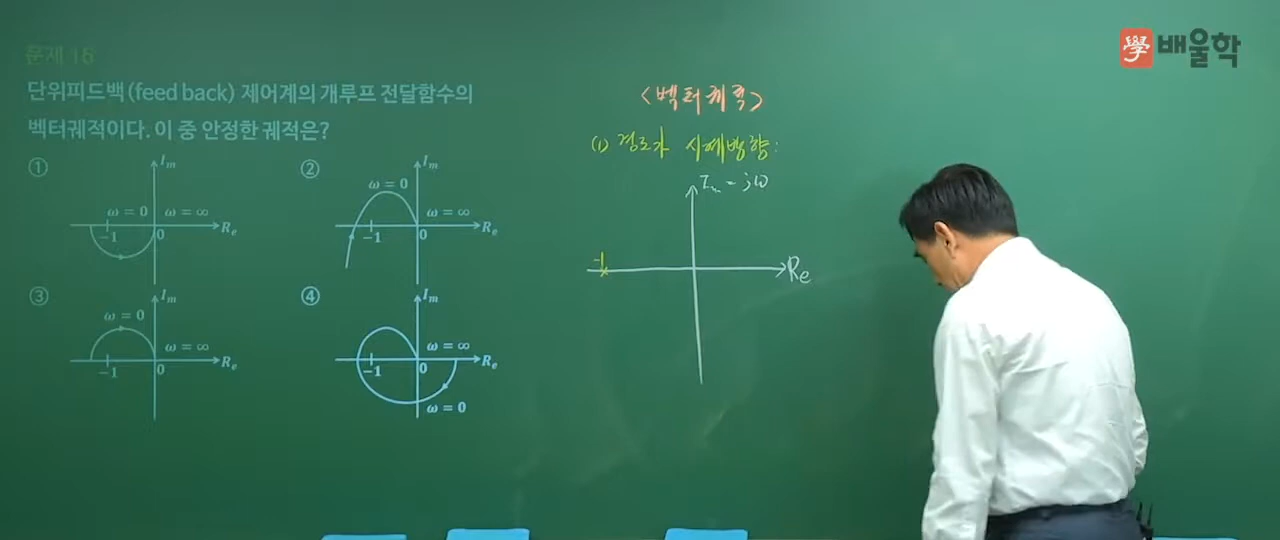 學 배울학
문제 16
단위피드백(feed back) 제어계의 개루프 전달함수의
벡터궤적이다. 이 중 안정한 궤적은?
① Im ω = 0 ω = ∞ -1 0 Re
② Im ω = 0 ω = ∞ -1 0 Re
③ Im ω = 0 ω = ∞ -1 0 Re
④ Im ω = ∞ -1 0 Re ω = 0
<벡터궤적>
(1) 경로가 시계방향:
Im = jω
-1
Re